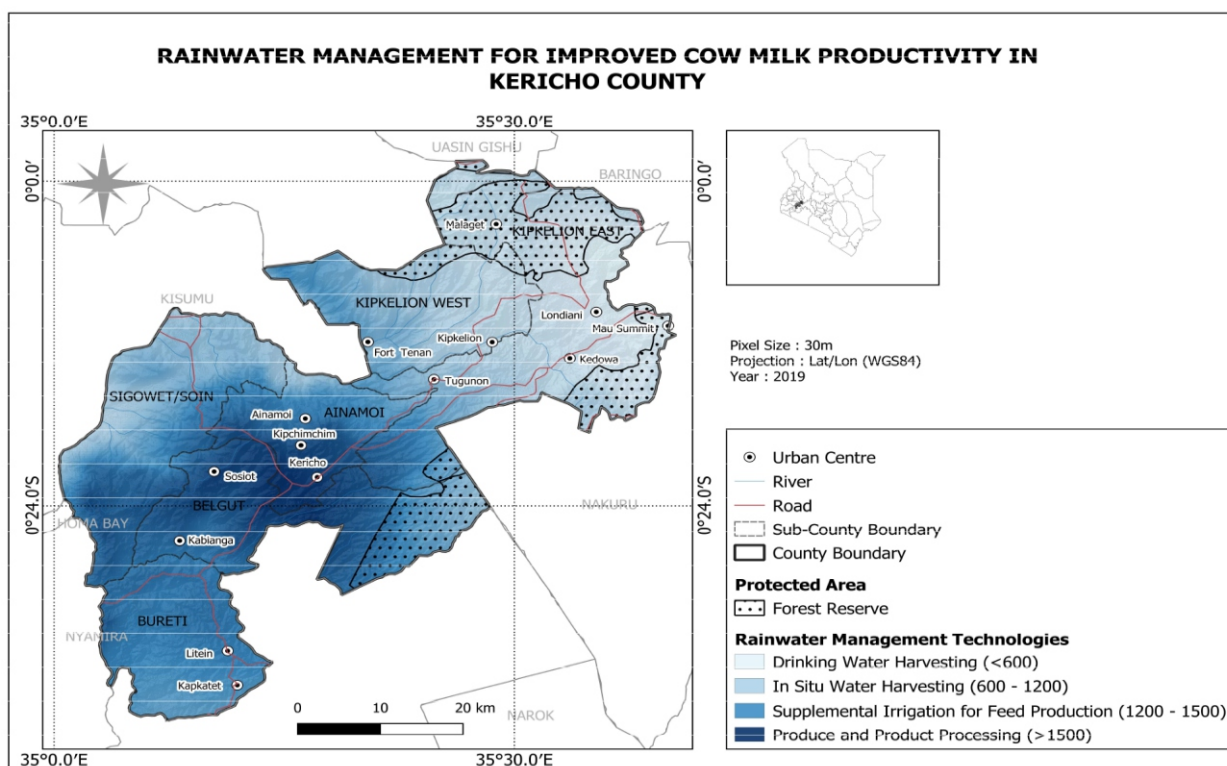 RAINWATER MANAGEMENT FOR IMPROVED COW MILK PRODUCTIVITY IN
KERICHO COUNTY
35°0.0'E
35°30.0'E
UASIN GISHU
BARINGO
0°0.0'
0°0.0'
Malaget
KIPKELION EAST
KISUMU
KIPKELION WEST
Londiani
Mau Summit
Kipkelion
Fort Tenan
Kedowa
Tugunon
SIGOWET/SOIN
AINAMOI
Ainamoi
Kipchimchim
Kericho
Sosiot
BELGUT
0°24.0'S
0°24.0'S
NAKURU
HOMA BAY
Kabianga
BURETI
NYAMIRA
Litein
Kapkatet
0 10 20 km
NAROK
35°0.0'E
35°30.0'E
Pixel Size : 30m
Projection : Lat/Lon (WGS84)
Year : 2019
Urban Centre
River
Road
Sub-County Boundary
County Boundary
Protected Area
Forest Reserve
Rainwater Management Technologies
Drinking Water Harvesting (<600)
In Situ Water Harvesting (600 - 1200)
Supplemental Irrigation for Feed Production (1200 - 1500)
Produce and Product Processing (>1500)